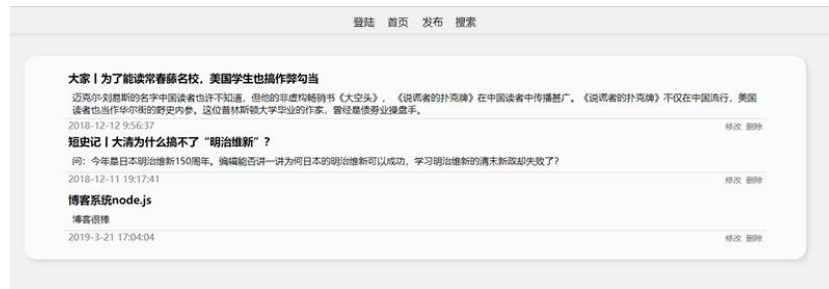 登陆 首页 发布 搜索
大家丨为了能读常春藤名校，美国学生也搞作弊勾当
迈克尔·刘易斯的名字中国读者也许不知道，但他的非虚构畅销书《大空头》，《说谎者的扑克牌》在中国读者中传播甚广。《说谎者的扑克牌》不仅在中国流行，美国
读者也当作华尔街的野史内参。这位普林斯顿大学毕业的作家，曾经是债券业操盘手。
2018-12-12 9:56:37 修改 删除
短史记丨大清为什么搞不了“明治维新”？
问：今年是日本明治维新150周年。编辑能否讲一讲为何日本的明治维新可以成功，学习明治维新的清末新政却失败了？
2018-12-11 19:17:41 修改 删除
博客系统node.js
博客很棒
2019-3-21 17:04:04 修改 删除